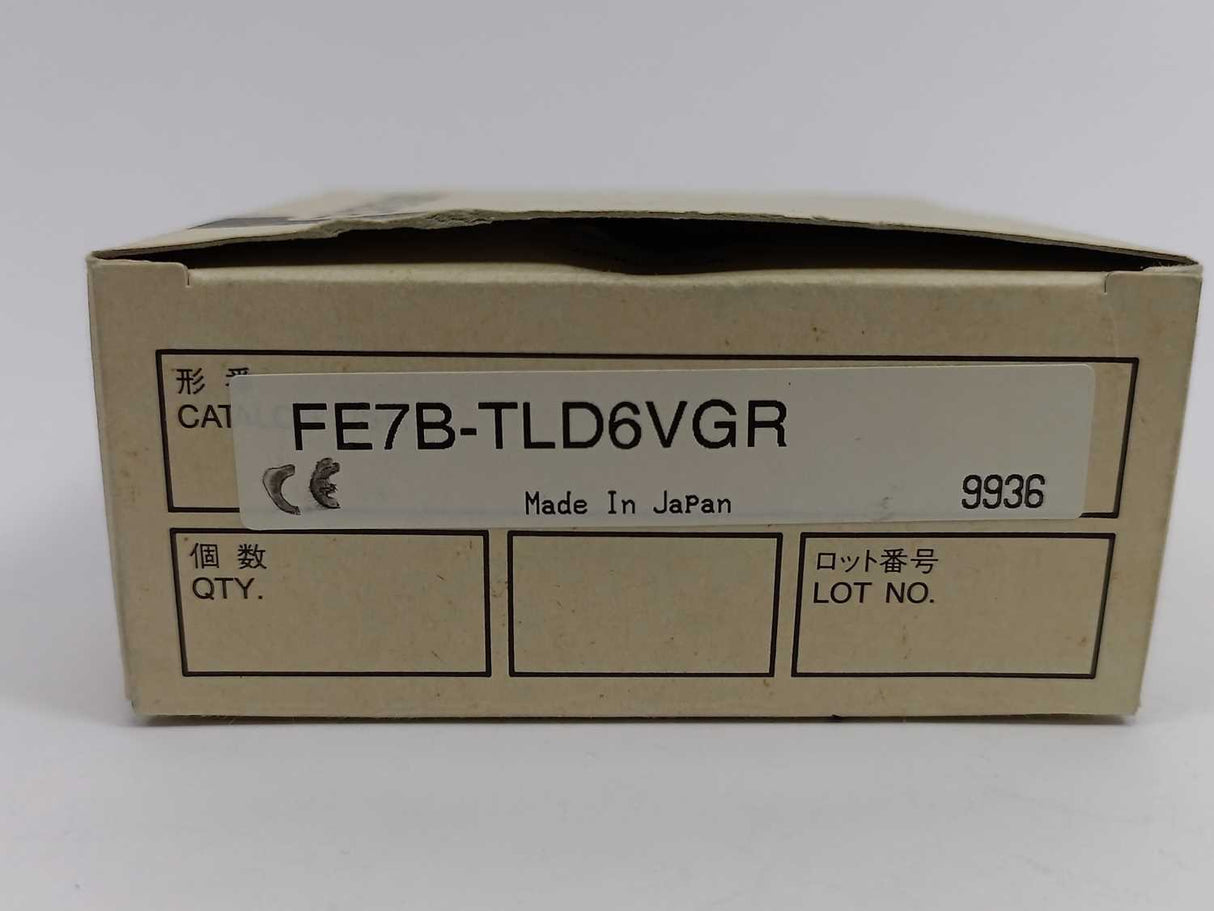 形
CAT
FE7B-TLD6VGR
CE
Made In Japan 9936
個数
QTY.
ロット番号
LOT NO.